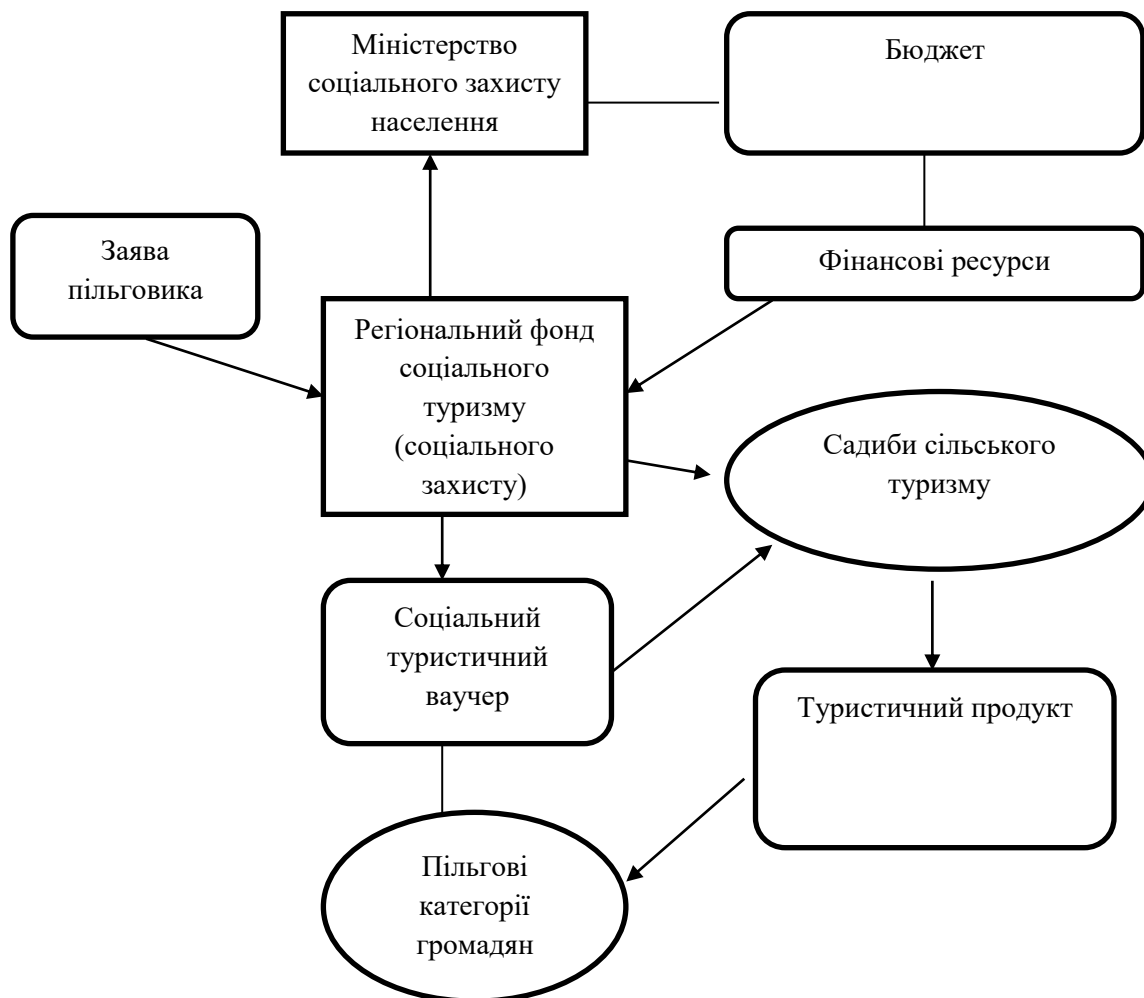 Міністерство
соціального захисту
населення
Бюджет
Заява
пільговика
Фінансові ресурси
Регіональний фонд
соціального
туризму
(соціального
захисту)
Садиби сільського
туризму
Соціальний
туристичний
ваучер
Туристичний продукт
Пільгові
категорії
громадян